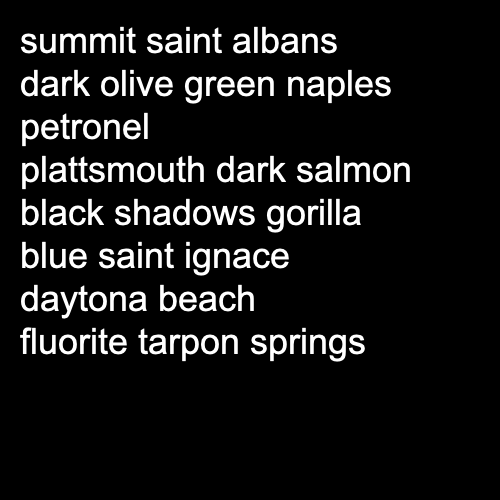 summit saint albans
dark olive green naples
petronel
plattsmouth dark salmon
black shadows gorilla
blue saint ignace
daytona beach
fluorite tarpon springs